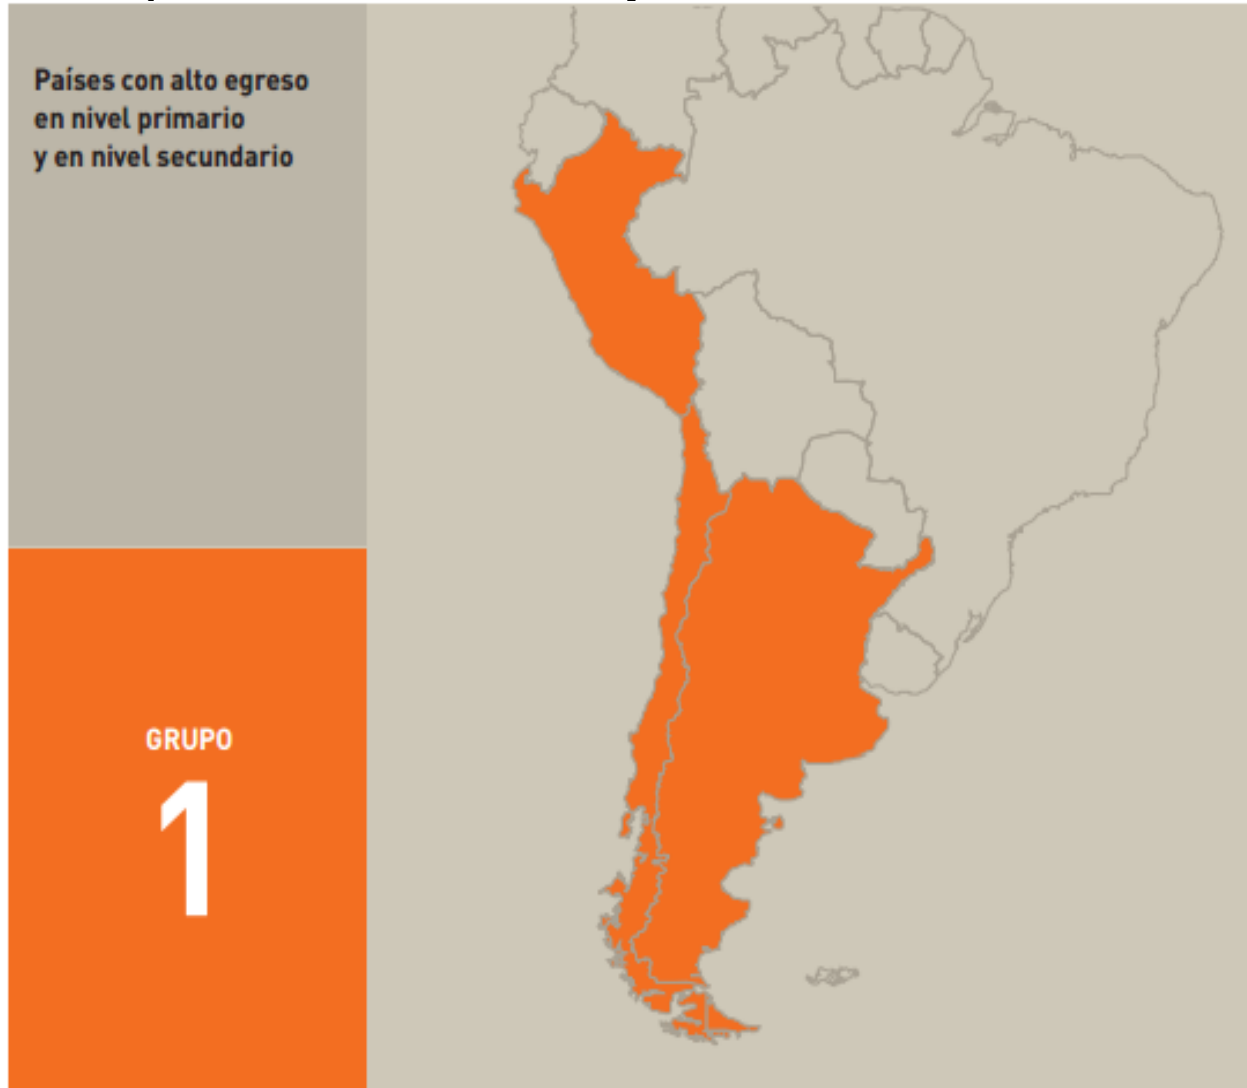 Países con alto egreso
en nivel primario
y en nivel secundario
GRUPO
1